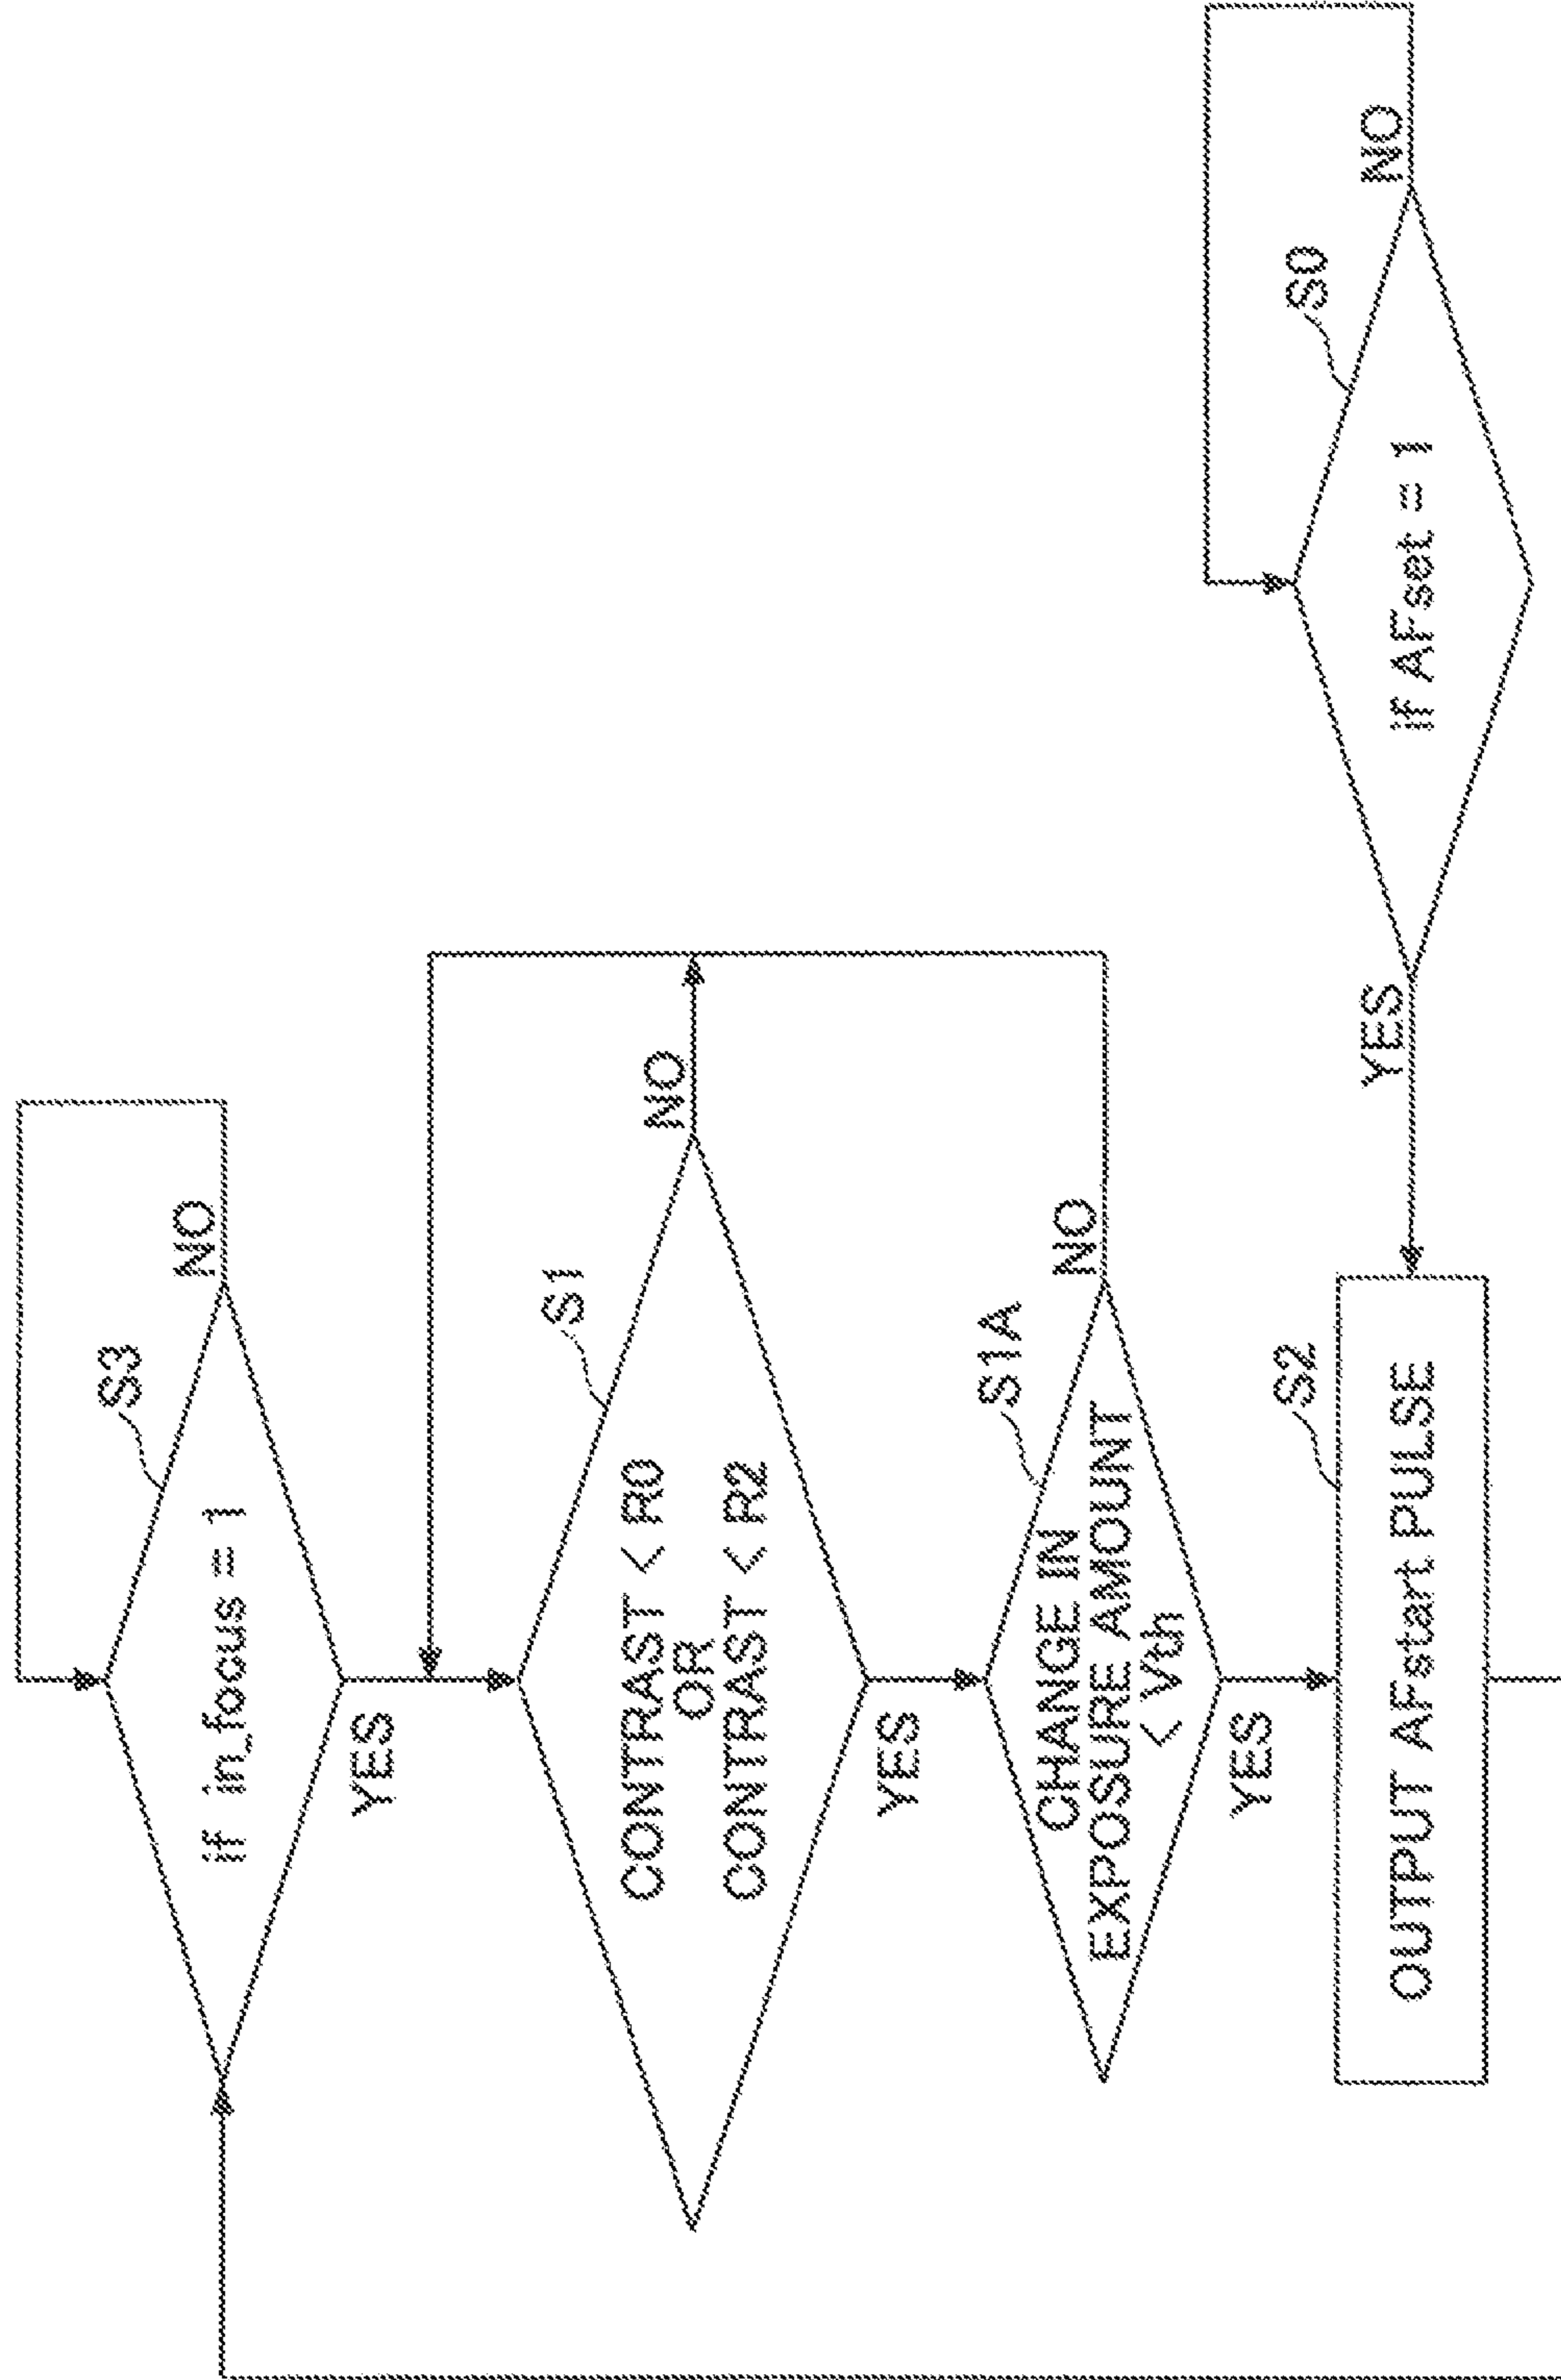 S3
if in_focus = 1
NO
YES
S1
CONTRAST < R0
OR
CONTRAST < R2
NO
YES
S1A
CHANGE IN
EXPOSURE AMOUNT
< Vth
NO
YES
S2
OUTPUT AFstart PULSE
S0
if AFset = 1
NO
YES